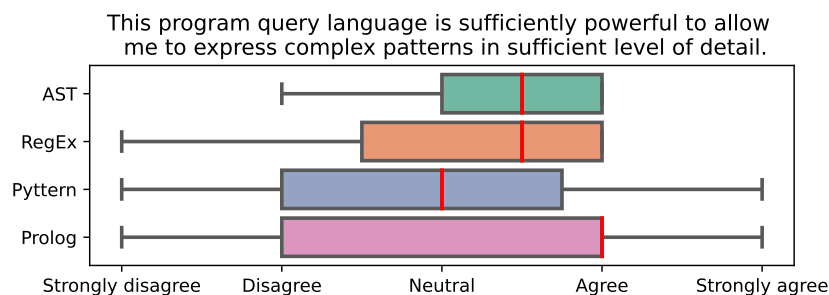 This program query language is sufficiently powerful to allow
me to express complex patterns in sufficient level of detail.
AST
RegEx
Pyttern
Prolog
Strongly disagree
Disagree
Neutral
Agree
Strongly agree